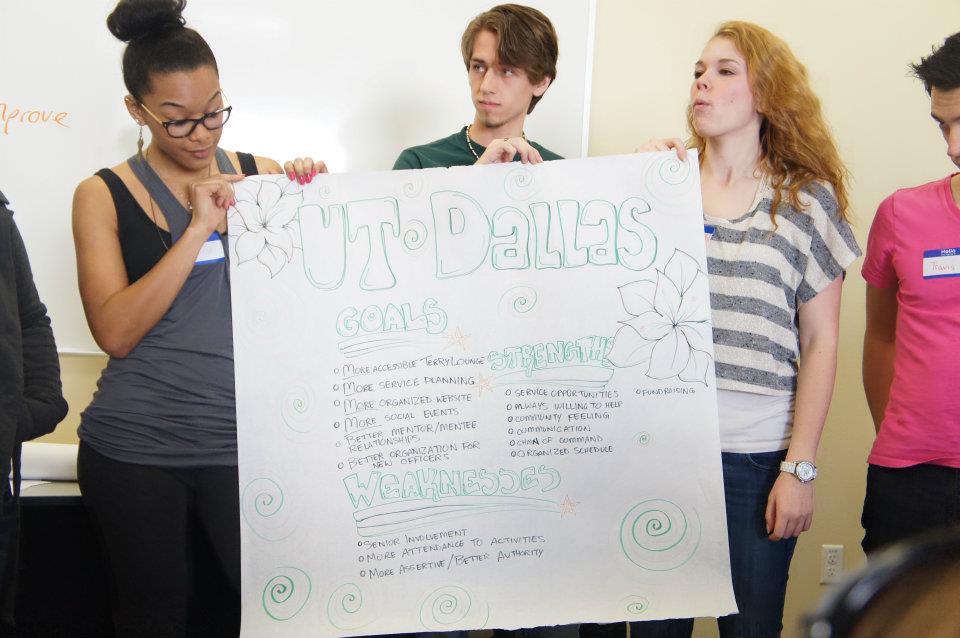 mprove
UT Dallas
GOALS
o MORE ACCESSIBLE TERRY LOUNGE
o MORE SERVICE PLANNING
o MORE ORGANIZED WEBSITE
o MORE SOCIAL EVENTS
o BETTER MENTOR/MENTEE
RELATIONSHIPS
o BETTER ORGANIZATION FOR
NEW OFFICERS
STRENGTHS
o SERVICE OPPORTUNITIES
o ALWAYS WILLING TO HELP
o COMMUNITY FEELING
o COMMUNICATION
o CHAIN OF COMMAND
o ORGANIZED SCHEDULE
o FUNDRAISING
WEAKNESSES
o SENIOR INVOLVEMENT
o MORE ATTENDANCE TO ACTIVITIES
o MORE ASSERTIVE/BETTER AUTHORITY
Hello
Travis